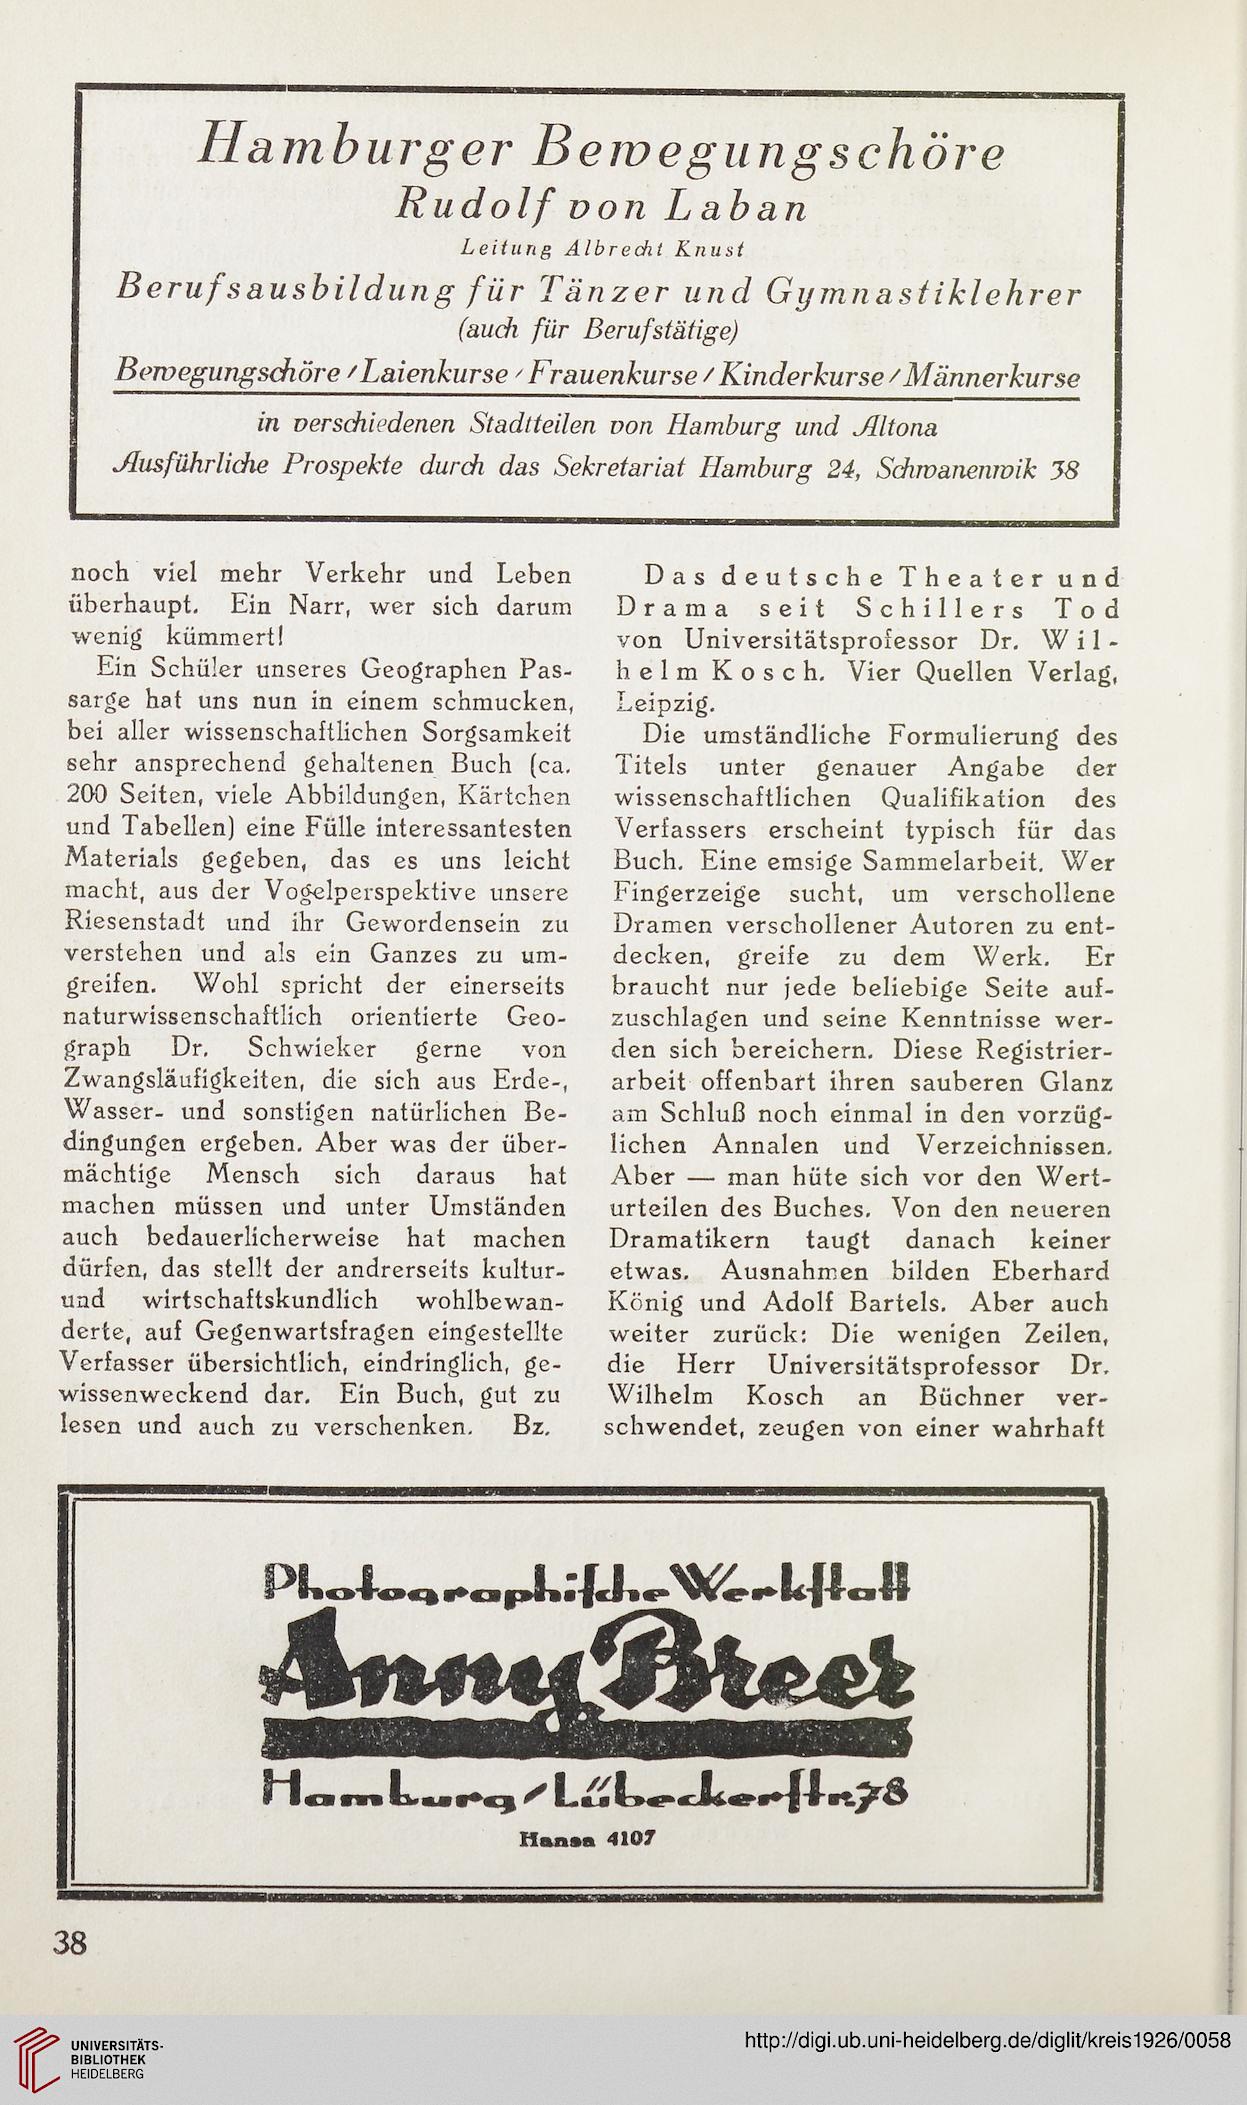 Hamburger Bewegungschöre
Rudolf von Laban
Leitung Albrecht Knust
Berufsausbildung für Tänzer und Gymnastiklehrer
(auch für Berufstätige)
Bewegungschöre / Laienkurse / Frauenkurse / Kinderkurse / Männerkurse
in verschiedenen Stadtteilen von Hamburg und Altona
Ausführliche Prospekte durch das Sekretariat Hamburg 24, Schwanenwik 38
noch viel mehr Verkehr und Leben
überhaupt. Ein Narr, wer sich darum
wenig kümmert!
Ein Schüler unseres Geographen Pas-
sarge hat uns nun in einem schmucken,
bei aller wissenschaftlichen Sorgsamkeit
sehr ansprechend gehaltenen Buch (ca.
200 Seiten, viele Abbildungen, Kärtchen
und Tabellen) eine Fülle interessantesten
Materials gegeben, das es uns leicht
macht, aus der Vogelperspektive unsere
Riesenstadt und ihr Gewordensein zu
verstehen und als ein Ganzes zu um-
greifen. Wohl spricht der einerseits
naturwissenschaftlich orientierte Geo-
graph Dr. Schwieker gerne von
Zwangsläufigkeiten, die sich aus Erde-,
Wasser- und sonstigen natürlichen Be-
dingungen ergeben. Aber was der über-
mächtige Mensch sich daraus hat
machen müssen und unter Umständen
auch bedauerlicherweise hat machen
dürfen, das stellt der andrerseits kultur-
und wirtschaftskundlich wohlbewan-
derte, auf Gegenwartsfragen eingestellte
Verfasser übersichtlich, eindringlich, ge-
wissenweckend dar. Ein Buch, gut zu
lesen und auch zu verschenken. Bz.
Das deutsche Theater und
Drama seit Schillers Tod
von Universitätsprofessor Dr. Wil-
helm Kosch. Vier Quellen Verlag,
Leipzig.
Die umständliche Formulierung des
Titels unter genauer Angabe der
wissenschaftlichen Qualifikation des
Verfassers erscheint typisch für das
Buch. Eine emsige Sammelarbeit. Wer
Fingerzeige sucht, um verschollene
Dramen verschollener Autoren zu ent-
decken, greife zu dem Werk. Er
braucht nur jede beliebige Seite auf-
zuschlagen und seine Kenntnisse wer-
den sich bereichern. Diese Registrier-
arbeit offenbart ihren sauberen Glanz
am Schluß noch einmal in den vorzüg-
lichen Annalen und Verzeichnissen.
Aber — man hüte sich vor den Wert-
urteilen des Buches. Von den neueren
Dramatikern taugt danach keiner
etwas. Ausnahmen bilden Eberhard
König und Adolf Bartels. Aber auch
weiter zurück: Die wenigen Zeilen,
die Herr Universitätsprofessor Dr.
Wilhelm Kosch an Büchner ver-
schwendet, zeugen von einer wahrhaft
Photographische Werkstatt
Anny Breer
Hamburg / Lübeckerstr. 78
Hansa 4107
38
UNIVERSITÄTS-
BIBLIOTHEK
HEIDELBERG
http://digi.ub.uni-heidelberg.de/diglit/kreis1926/0058